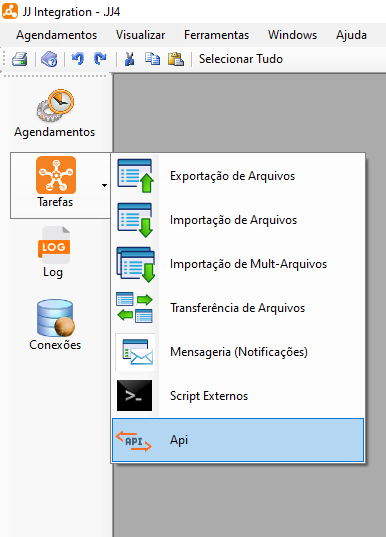 JJ Integration - JJ4
Agendamentos Visualizar Ferramentas Windows Ajuda
Selecionar Tudo
Agendamentos
Tarefas
Exportação de Arquivos
Importação de Arquivos
Importação de Mult-Arquivos
Transferência de Arquivos
Mensageria (Notificações)
Script Externos
API
Api
LOG
Log
Conexões